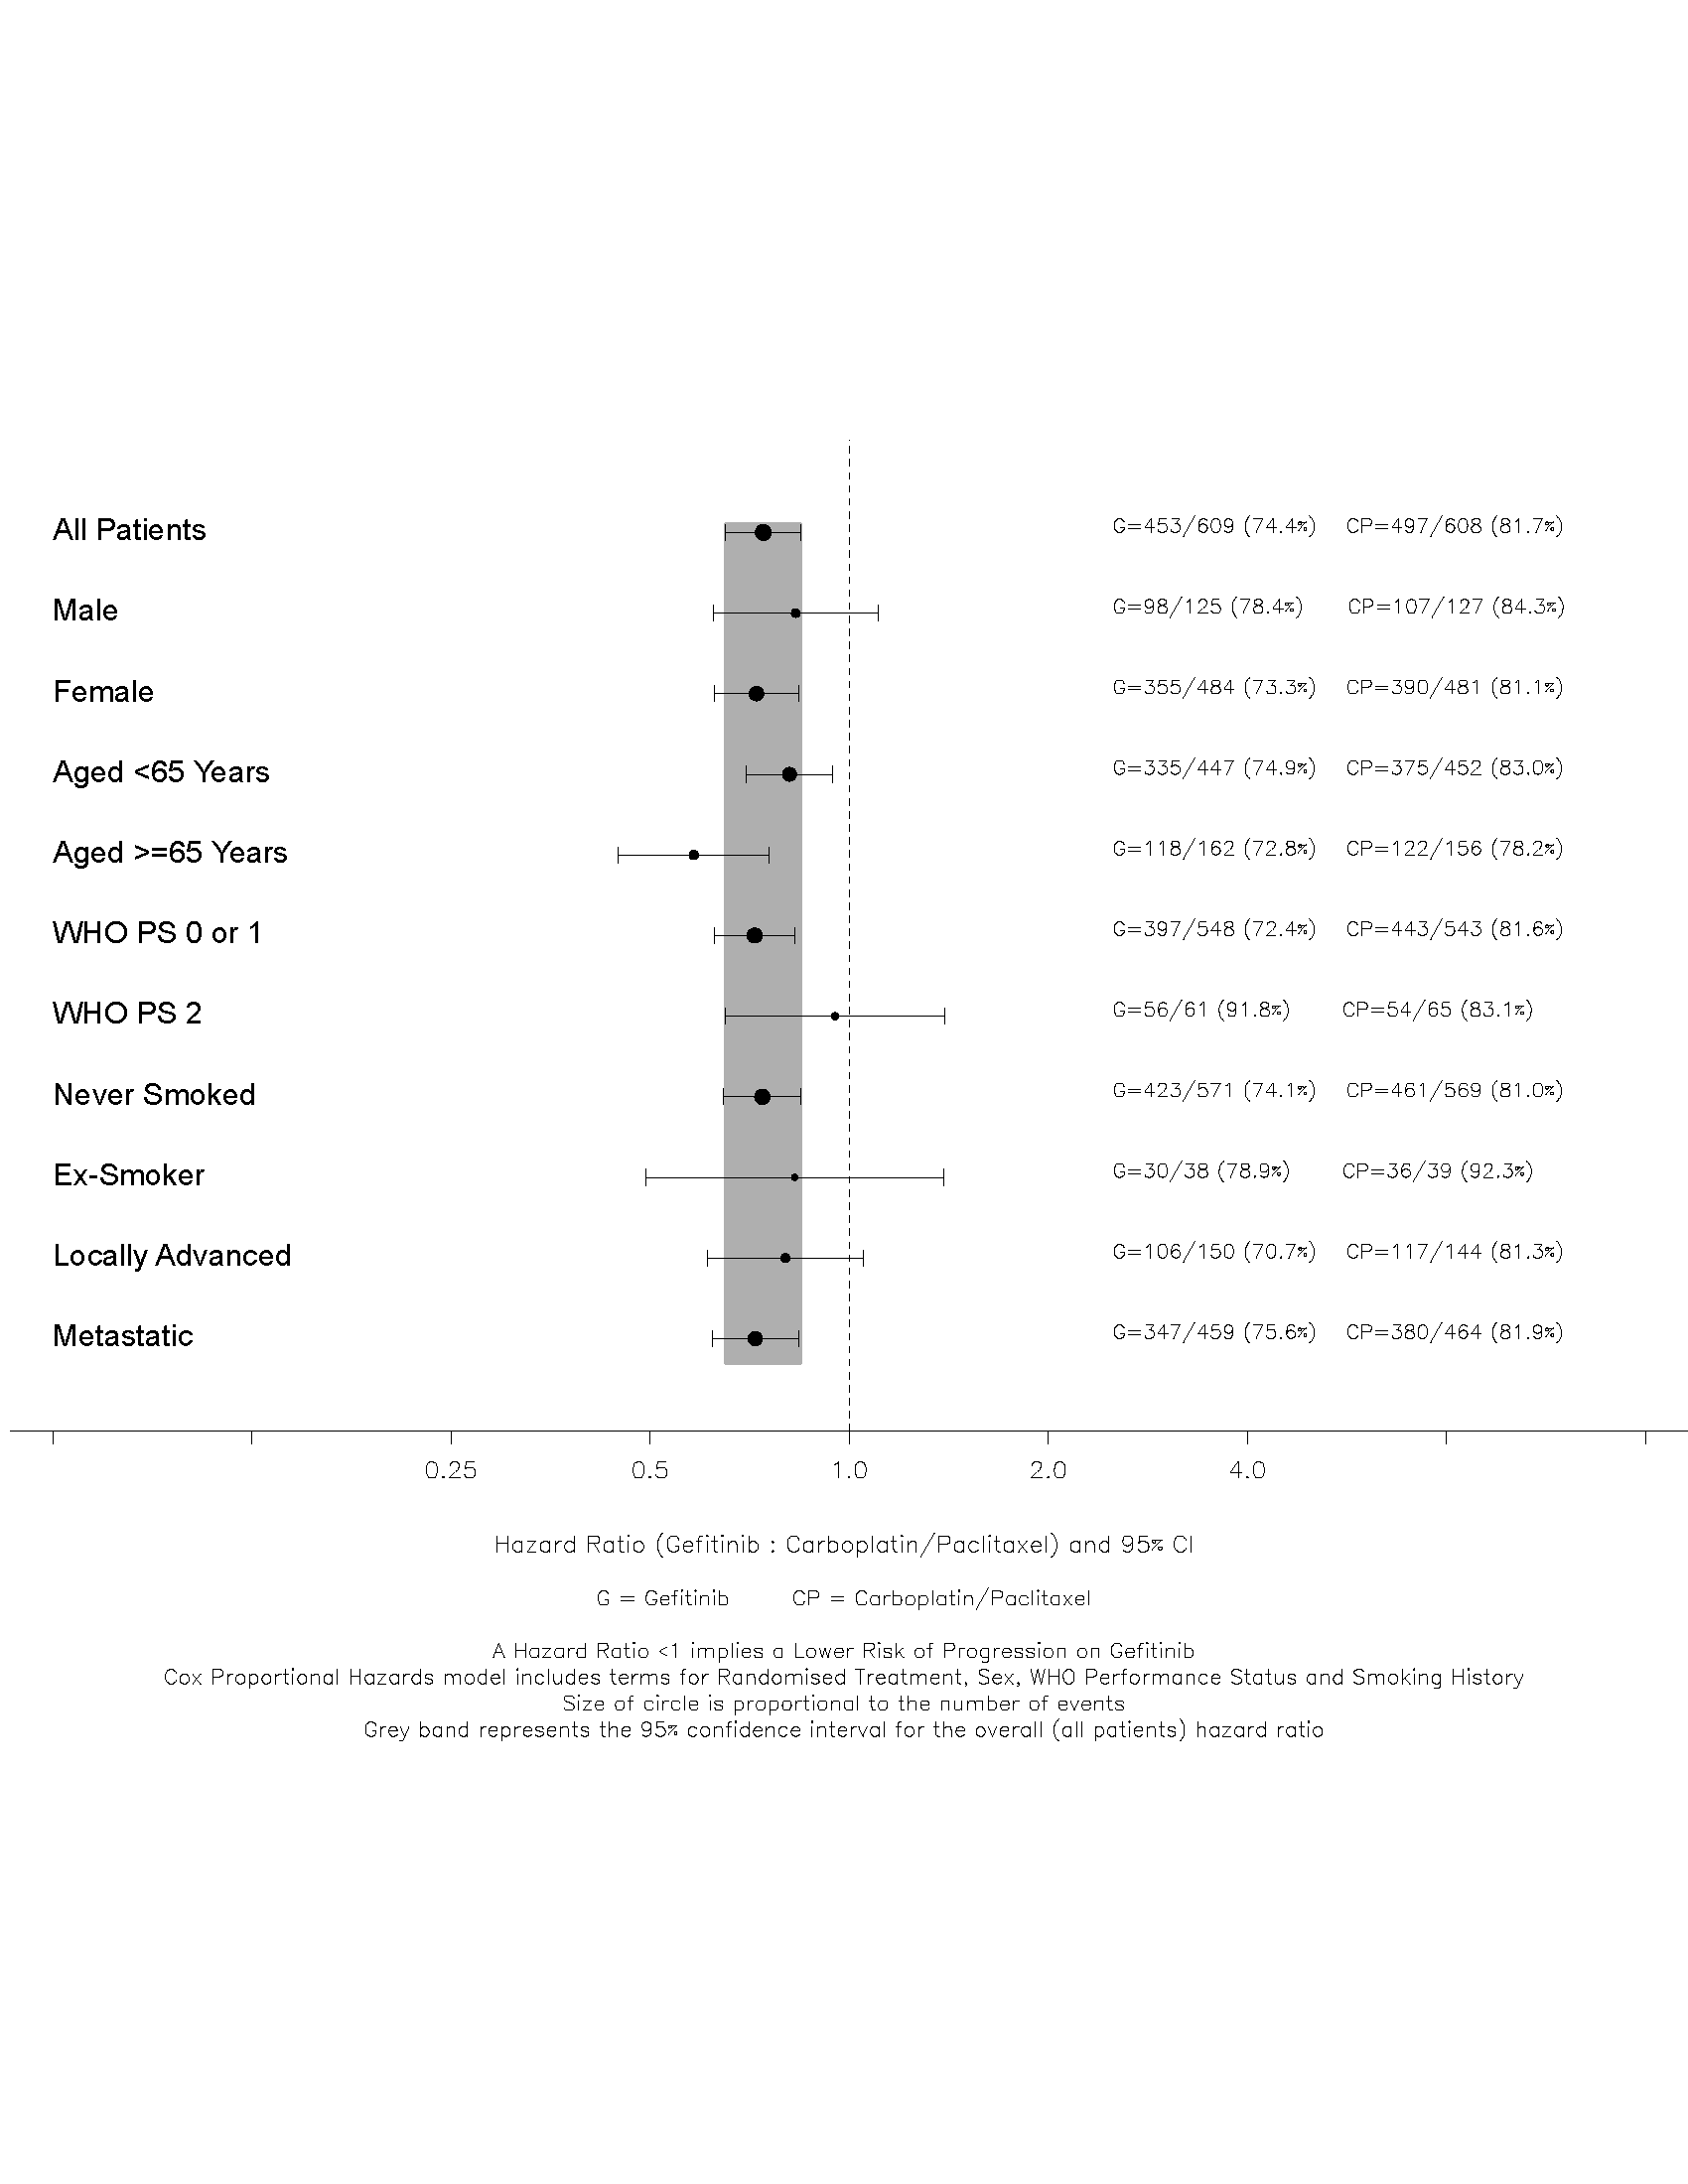 All Patients G=453/609 (74.4%) CP=497/608 (81.7%)
Male G=98/125 (78.4%) CP=107/127 (84.3%)
Female G=355/484 (73.3%) CP=390/481 (81.1%)
Aged <65 Years G=335/447 (74.9%) CP=375/452 (83.0%)
Aged >=65 Years G=118/162 (72.8%) CP=122/156 (78.2%)
WHO PS 0 or 1 G=397/548 (72.4%) CP=443/543 (81.6%)
WHO PS 2 G=56/61 (91.8%) CP=54/65 (83.1%)
Never Smoked G=423/571 (74.1%) CP=461/569 (81.0%)
Ex-Smoker G=30/38 (78.9%) CP=36/39 (92.3%)
Locally Advanced G=106/150 (70.7%) CP=117/144 (81.3%)
Metastatic G=347/459 (75.6%) CP=380/464 (81.9%)
0.25 0.5 1.0 2.0 4.0
Hazard Ratio (Gefitinib : Carboplatin/Paclitaxel) and 95% CI
G = Gefitinib CP = Carboplatin/Paclitaxel
A Hazard Ratio <1 implies a Lower Risk of Progression on Gefitinib
Cox Proportional Hazards model includes terms for Randomised Treatment, Sex, WHO Performance Status and Smoking History
Size of circle is proportional to the number of events
Grey band represents the 95% confidence interval for the overall (all patients) hazard ratio